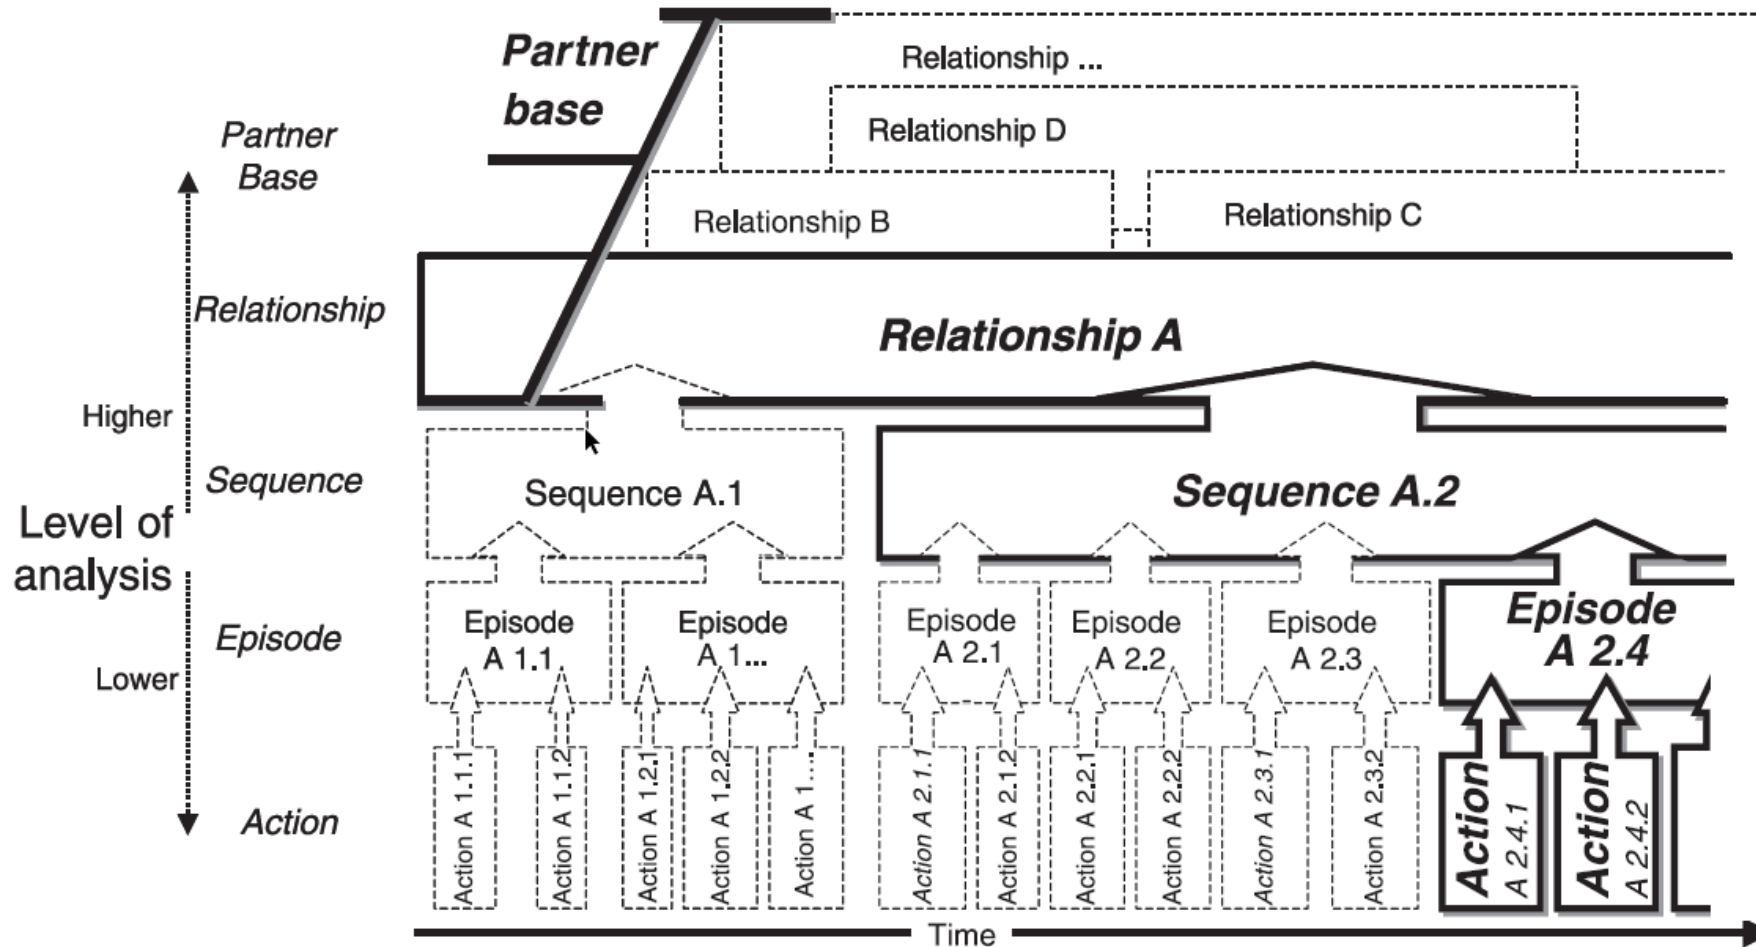 Partner
base
Relationship ...
Partner
Base
Relationship D
Relationship B
Relationship C
Relationship
Relationship A
Higher
Sequence
Sequence A.1
Sequence A.2
Level of
analysis
Episode
Lower
Episode
A 1.1
Episode
A 1...
Episode
A 2.1
Episode
A 2.2
Episode
A 2.3
Episode
A 2.4
Action
Action A 1.1.1
Action A 1.1.2
Action A 1.2.1
Action A 1.2.2
Action A 1....
Action A 2.1.1
Action A 2.1.2
Action A 2.2.1
Action A 2.2.2
Action A 2.3.1
Action A 2.3.2
Action
A 2.4.1
Action
A 2.4.2
Time